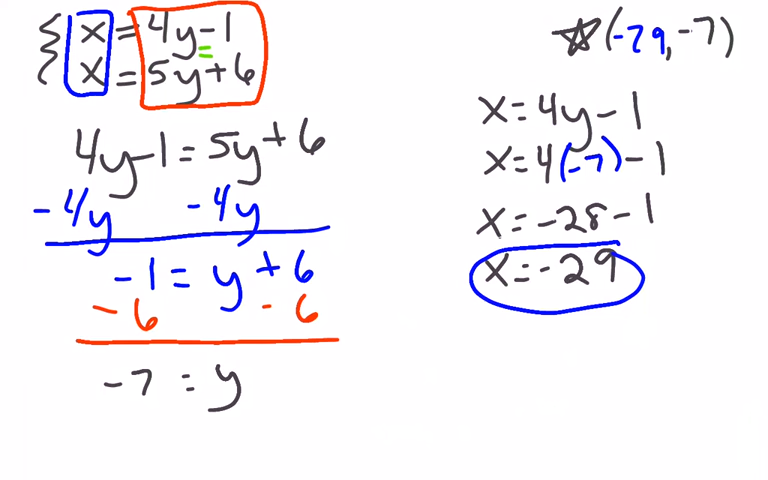 x = 4y - 1
=
x = 5y + 6
4y - 1 = 5y + 6
- 4y - 4y
- 1 = y + 6
- 6 - 6
- 7 = y
(-29, -7)
x = 4y - 1
x = 4(-7) - 1
x = -28 - 1
x = -29